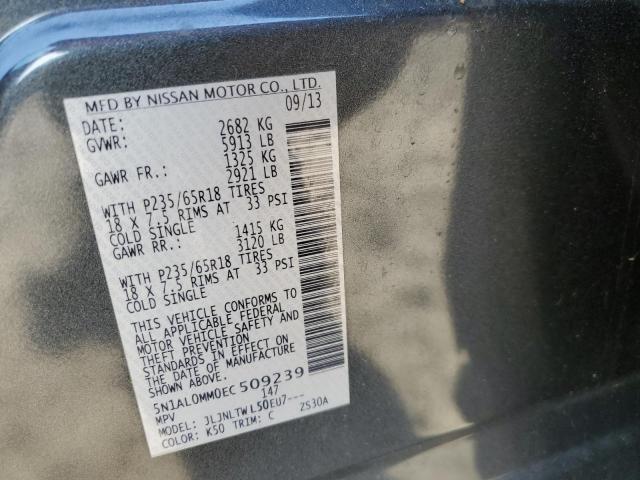 MFD BY NISSAN MOTOR CO., LTD.
DATE: 09/13
GVWR: 2682 KG
5913 LB
GAWR FR.: 1325 KG
2921 LB
WITH P235/65R18 TIRES
18 X 7.5 RIMS AT 33 PSI
COLD SINGLE
GAWR RR.: 1415 KG
3120 LB
WITH P235/65R18 TIRES
18 X 7.5 RIMS AT 33 PSI
COLD SINGLE
THIS VEHICLE CONFORMS TO
ALL APPLICABLE FEDERAL
MOTOR VEHICLE SAFETY AND
THEFT PREVENTION
STANDARDS IN EFFECT ON
THE DATE OF MANUFACTURE
SHOWN ABOVE.
5N1AL0MM0EC509239
MPV 147
MODEL: JLJNLTWL50EU7---
COLOR: K50 TRIM: C ZS30A